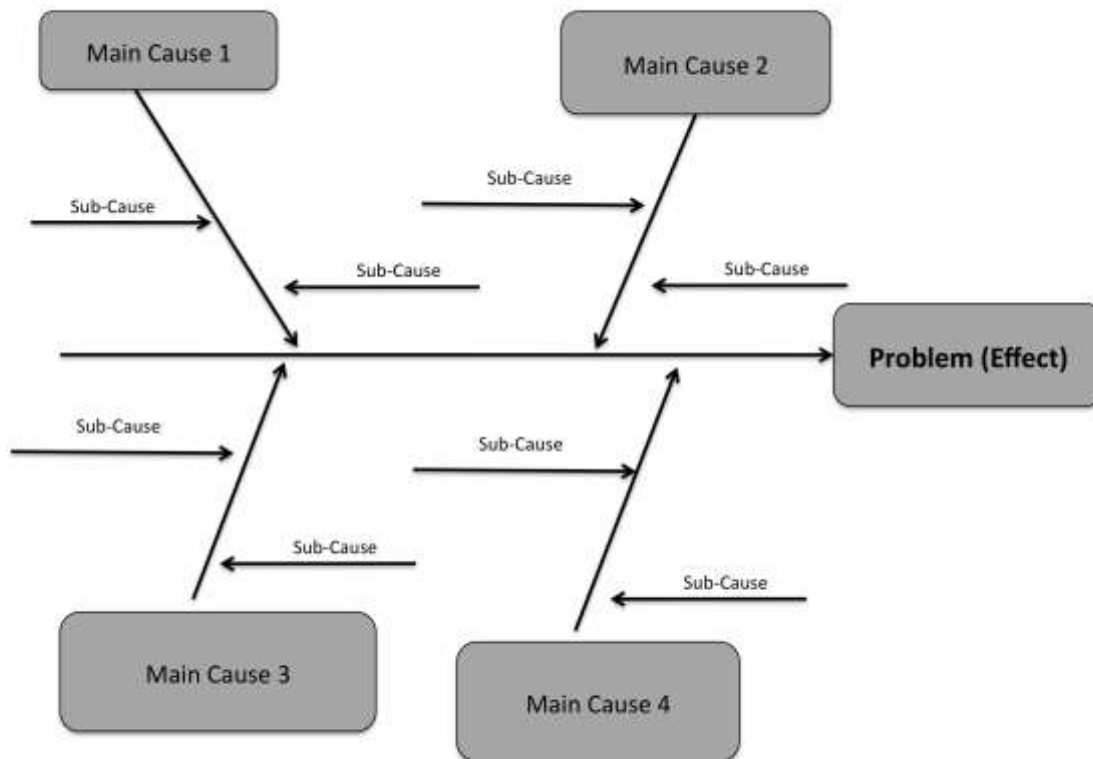 Main Cause 1
Main Cause 2
Sub-Cause
Sub-Cause
Sub-Cause
Sub-Cause
Problem (Effect)
Sub-Cause
Sub-Cause
Sub-Cause
Sub-Cause
Main Cause 3
Main Cause 4